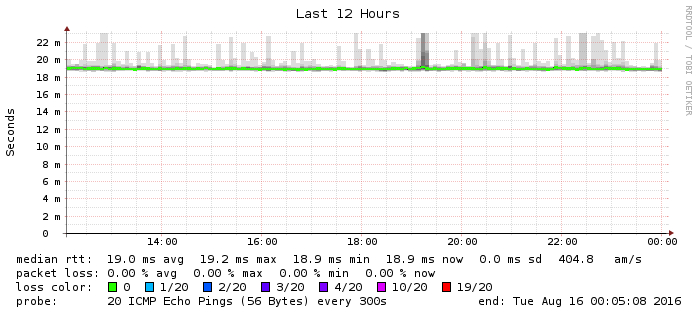 Last 12 Hours
RRDTOOL / TOBI OETIKER
Seconds
22 m
20 m
18 m
16 m
14 m
12 m
10 m
8 m
6 m
4 m
2 m
0
14:00 16:00 18:00 20:00 22:00 00:00
median rtt: 19.0 ms avg 19.2 ms max 18.9 ms min 18.9 ms now 0.0 ms sd 404.8 am/s
packet loss: 0.00 % avg 0.00 % max 0.00 % min 0.00 % now
loss color: 0 1/20 2/20 3/20 4/20 10/20 19/20
probe: 20 ICMP Echo Pings (56 Bytes) every 300s end: Tue Aug 16 00:05:08 2016